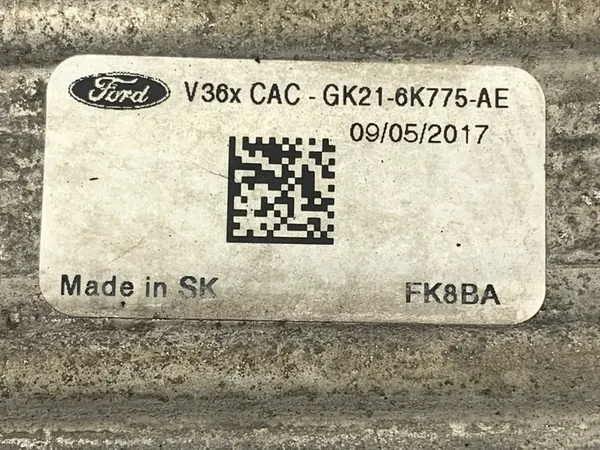 Ford V36x CAC - GK21-6K775-AE
09/05/2017
Made in SK FK8BA